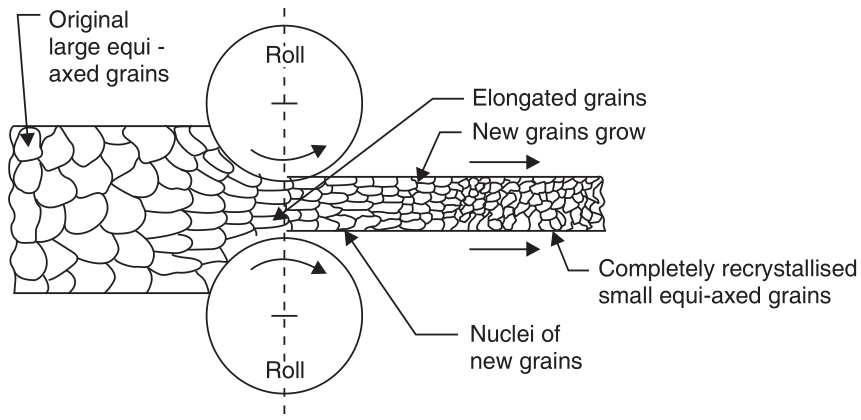 Original
large equi -
axed grains
Roll
Elongated grains
New grains grow
Completely recrystallised
small equi-axed grains
Nuclei of
new grains
Roll